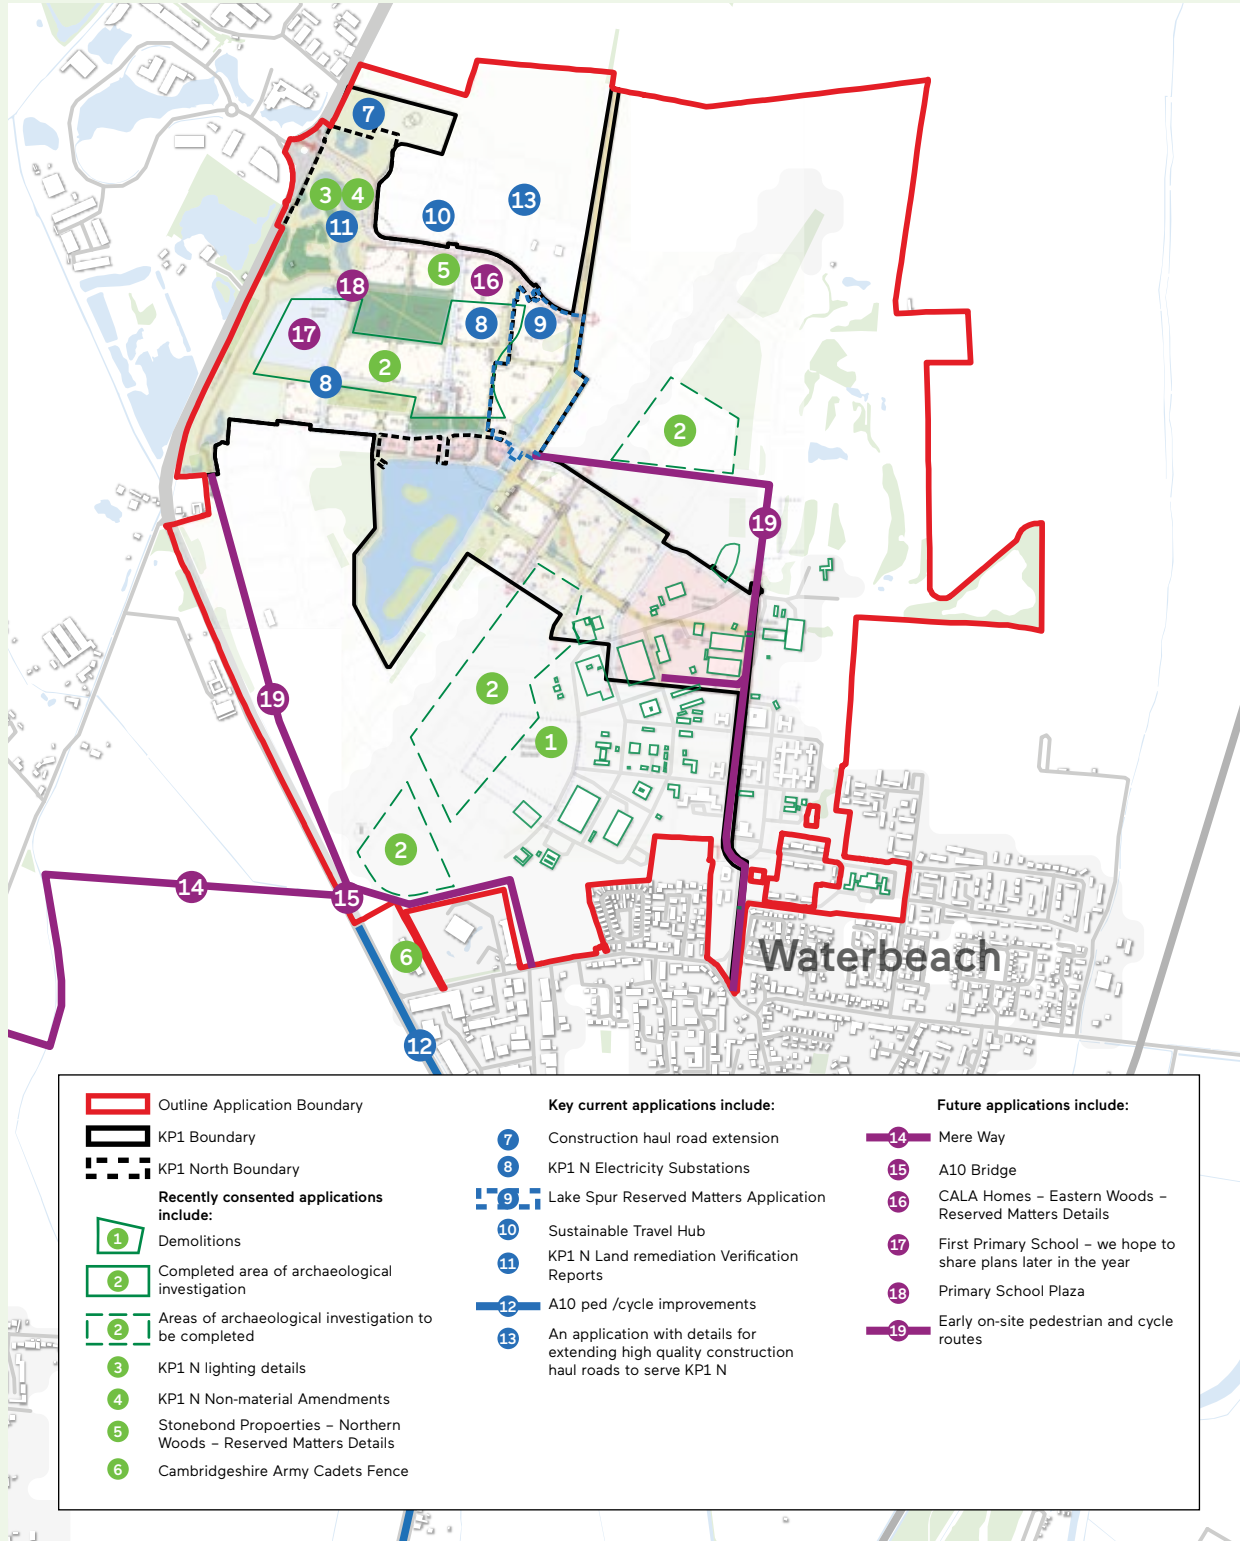 7
3
4
11
10
13
5
16
18
17
8
9
2
8
2
19
2
1
19
2
14
15
6
12
Waterbeach
Outline Application Boundary
KP1 Boundary
KP1 North Boundary
Recently consented applications
include:
1 Demolitions
2 Completed area of archaeological
investigation
2 Areas of archaeological investigation to
be completed
3 KP1 N lighting details
4 KP1 N Non-material Amendments
5 Stonebond Propoerties – Northern
Woods – Reserved Matters Details
6 Cambridgeshire Army Cadets Fence
Key current applications include:
7 Construction haul road extension
8 KP1 N Electricity Substations
9 Lake Spur Reserved Matters Application
10 Sustainable Travel Hub
11 KP1 N Land remediation Verification
Reports
12 A10 ped /cycle improvements
13 An application with details for
extending high quality construction
haul roads to serve KP1 N
Future applications include:
14 Mere Way
15 A10 Bridge
16 CALA Homes – Eastern Woods –
Reserved Matters Details
17 First Primary School – we hope to
share plans later in the year
18 Primary School Plaza
19 Early on-site pedestrian and cycle
routes